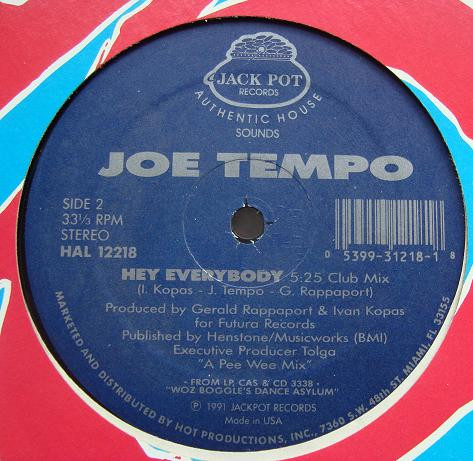 JACK POT
RECORDS
AUTHENTIC HOUSE
SOUNDS
JOE TEMPO
SIDE 2
33⅓ RPM
STEREO
HAL 12218
0 5399-31218-1 8
HEY EVERYBODY 5:25 Club Mix
(I. Kopas - J. Tempo - G. Rappaport)
Produced by Gerald Rappaport & Ivan Kopas
for Futura Records
Published by Henstone/Musicworks (BMI)
Executive Producer Tolga
"A Pee Wee Mix"
• FROM LP, CAS & CD 3338 •
"WOZ BOGGLE'S DANCE ASYLUM"
℗ 1991 JACKPOT RECORDS
Made in USA
MARKETED AND DISTRIBUTED BY HOT PRODUCTIONS, INC., 7360 S.W. 48th ST. MIAMI, FL 33155